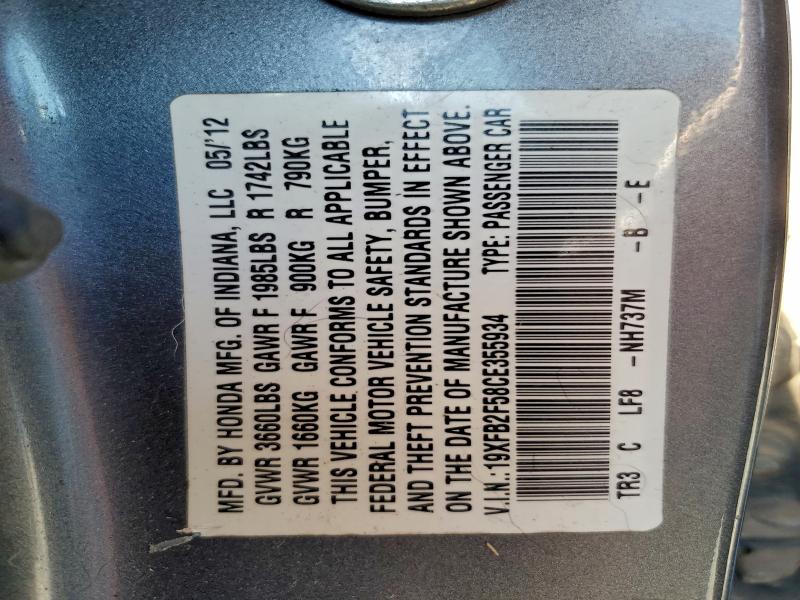 MFD. BY HONDA MFG. OF INDIANA, LLC 05/'12
GVWR 3660LBS GAWR F 1985LBS R 1742LBS
GVWR 1660KG GAWR F 900KG R 790KG
THIS VEHICLE CONFORMS TO ALL APPLICABLE
FEDERAL MOTOR VEHICLE SAFETY, BUMPER,
AND THEFT PREVENTION STANDARDS IN EFFECT
ON THE DATE OF MANUFACTURE SHOWN ABOVE.
V.I.N.:19XFB2F58CE355934 TYPE: PASSENGER CAR
TR3 C LF8 -NH737M -B -E